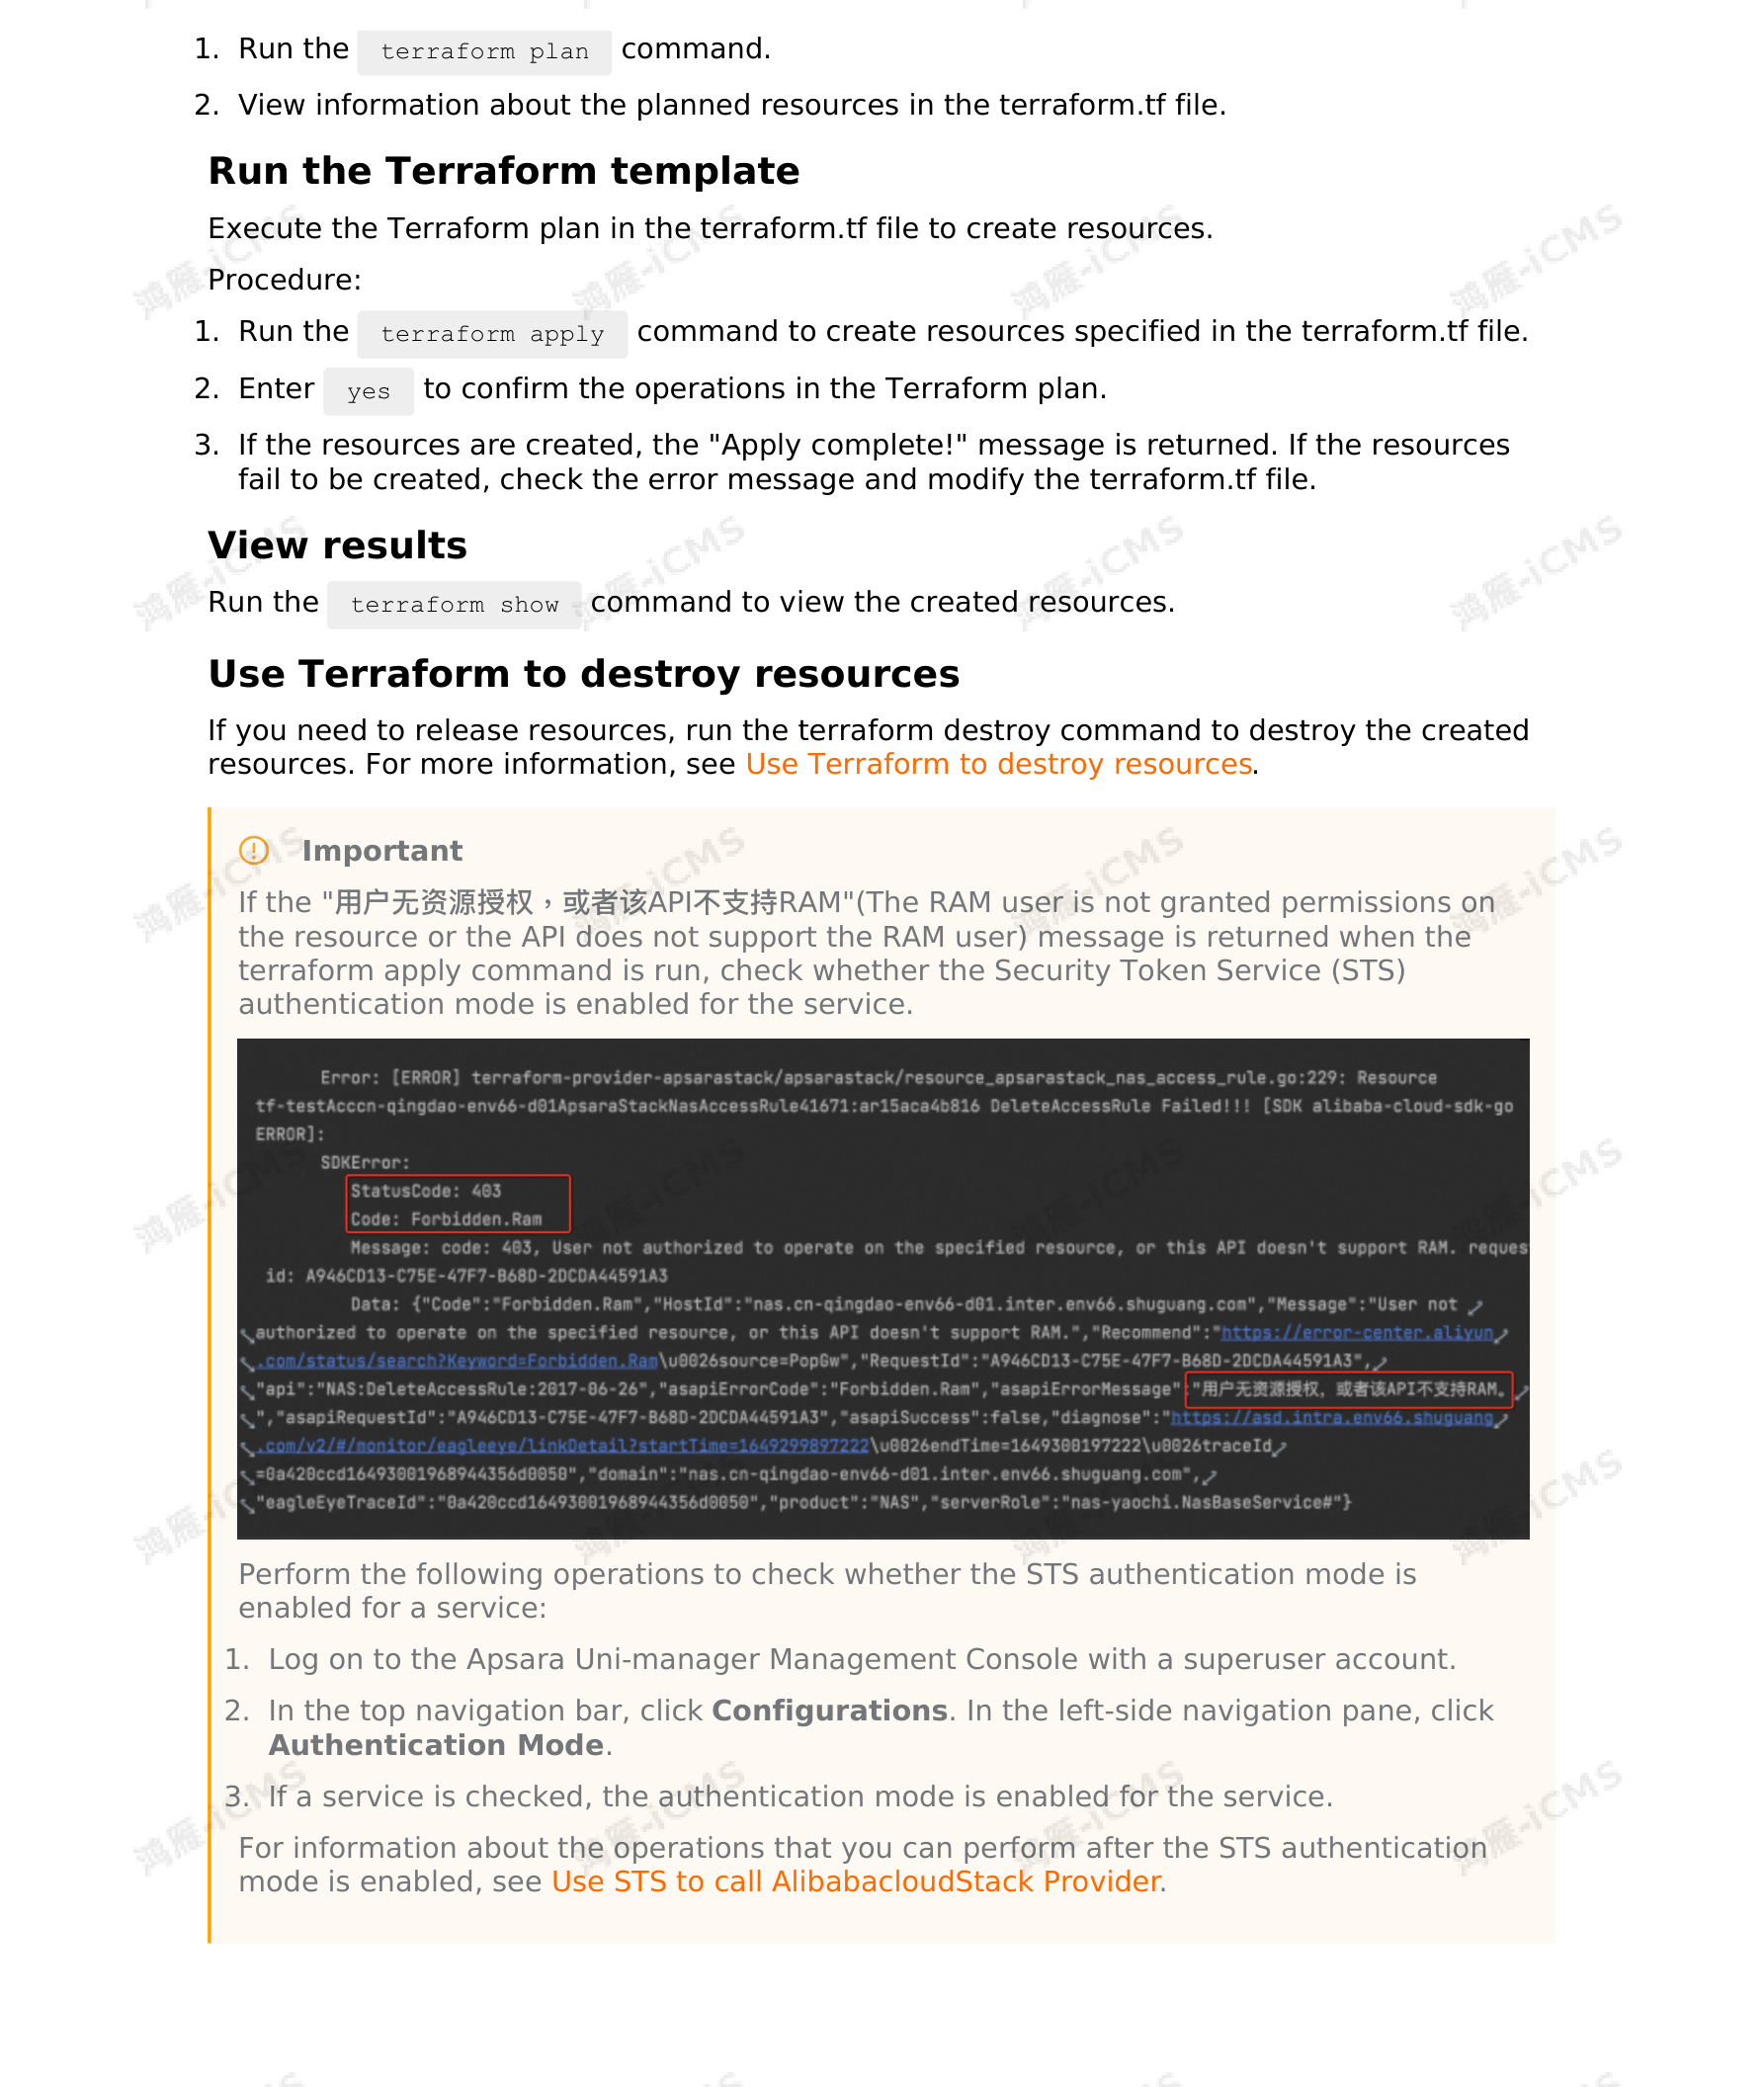 1. Run the terraform plan command.
2. View information about the planned resources in the terraform.tf file.
Run the Terraform template
Execute the Terraform plan in the terraform.tf file to create resources.
Procedure:
1. Run the terraform apply command to create resources specified in the terraform.tf file.
2. Enter yes to confirm the operations in the Terraform plan.
3. If the resources are created, the "Apply complete!" message is returned. If the resources
fail to be created, check the error message and modify the terraform.tf file.
View results
Run the terraform show command to view the created resources.
Use Terraform to destroy resources
If you need to release resources, run the terraform destroy command to destroy the created
resources. For more information, see Use Terraform to destroy resources.
Important
If the "用户无资源授权，或者该API不支持RAM"(The RAM user is not granted permissions on
the resource or the API does not support the RAM user) message is returned when the
terraform apply command is run, check whether the Security Token Service (STS)
authentication mode is enabled for the service.
Error: [ERROR] terraform-provider-apsarastack/apsarastack/resource_apsarastack_nas_access_rule.go:229: Resource
tf-testAcccn-qingdao-env66-d01ApsaraStackNasAccessRule41671:ar15aca4b816 DeleteAccessRule Failed!!! [SDK alibaba-cloud-sdk-go
ERROR]:
SDKError:
StatusCode: 403
Code: Forbidden.Ram
Message: code: 403, User not authorized to operate on the specified resource, or this API doesn't support RAM. reques
id: A946CD13-C75E-47F7-B68D-2DCDA44591A3
Data: {"Code":"Forbidden.Ram","HostId":"nas.cn-qingdao-env66-d01.inter.env66.shuguang.com","Message":"User not
authorized to operate on the specified resource, or this API doesn't support RAM.","Recommend":"https://error-center.aliyun
.com/status/search?Keyword=Forbidden.Ram\u0026source=PopGw","RequestId":"A946CD13-C75E-47F7-B68D-2DCDA44591A3",
"api":"NAS:DeleteAccessRule:2017-06-26","asapiErrorCode":"Forbidden.Ram","asapiErrorMessage":"用户无资源授权，或者该API不支持RAM。
","asapiRequestId":"A946CD13-C75E-47F7-B68D-2DCDA44591A3","asapiSuccess":false,"diagnose":"https://asd.intra.env66.shuguang
.com/v2/#/monitor/eagleeye/linkDetail?startTime=1649299897222\u0026endTime=1649300197222\u0026traceId
=0a420ccd16493001968944356d0050","domain":"nas.cn-qingdao-env66-d01.inter.env66.shuguang.com",
"eagleEyeTraceId":"0a420ccd16493001968944356d0050","product":"NAS","serverRole":"nas-yaochi.NasBaseService#"}
Perform the following operations to check whether the STS authentication mode is
enabled for a service:
1. Log on to the Apsara Uni-manager Management Console with a superuser account.
2. In the top navigation bar, click Configurations. In the left-side navigation pane, click
Authentication Mode.
3. If a service is checked, the authentication mode is enabled for the service.
For information about the operations that you can perform after the STS authentication
mode is enabled, see Use STS to call AlibabacloudStack Provider.
鸿雁-iCMS